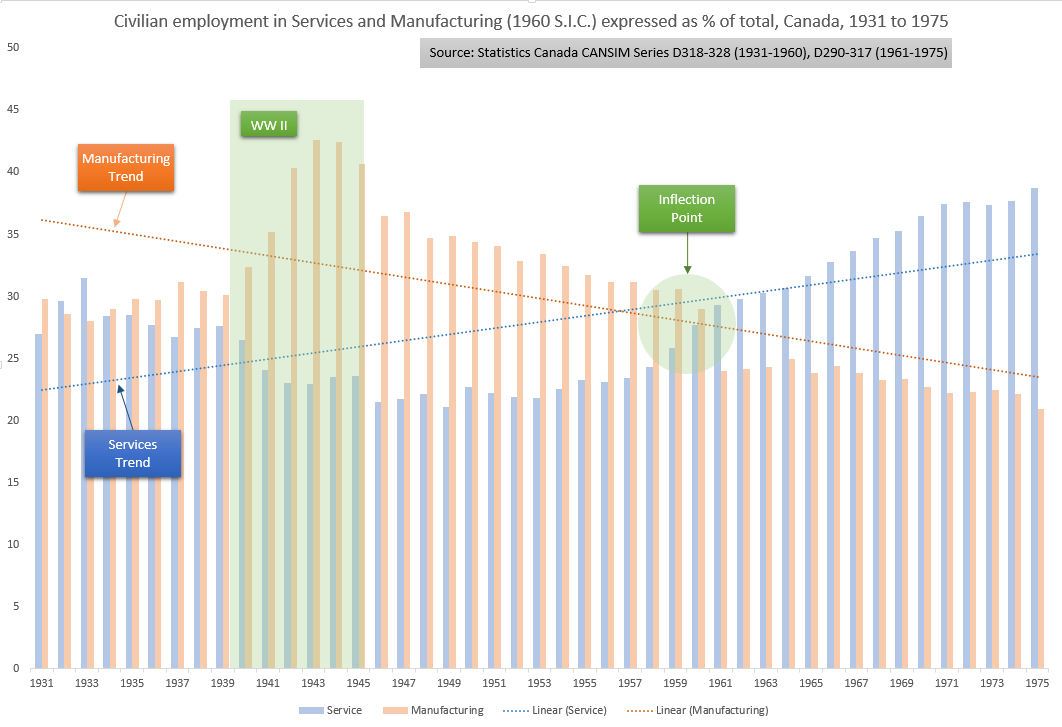 Civilian employment in Services and Manufacturing (1960 S.I.C.) expressed as % of total, Canada, 1931 to 1975
Source: Statistics Canada CANSIM Series D318-328 (1931-1960), D290-317 (1961-1975)
50
45
40
35
30
25
20
15
10
5
0
WW II
Manufacturing
Trend
Inflection
Point
Services
Trend
1931 1933 1935 1937 1939 1941 1943 1945 1947 1949 1951 1953 1955 1957 1959 1961 1963 1965 1967 1969 1971 1973 1975
Service Manufacturing Linear (Service) Linear (Manufacturing)